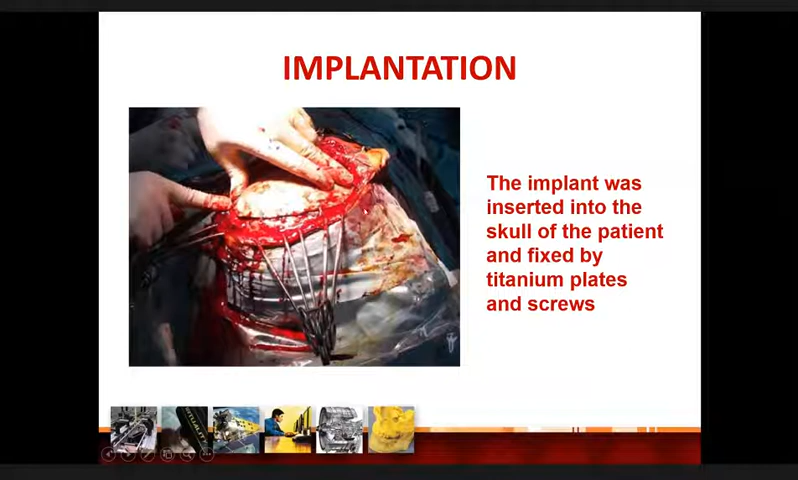 IMPLANTATION
The implant was
inserted into the
skull of the patient
and fixed by
titanium plates
and screws